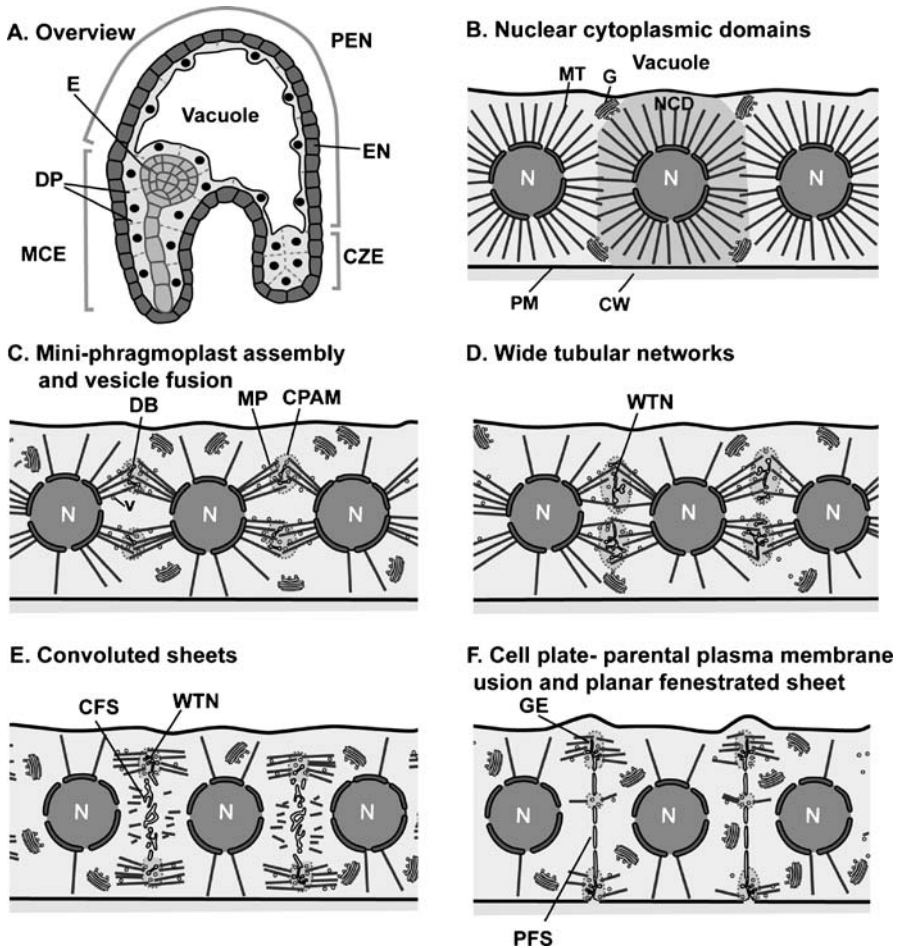 A. Overview
PEN
E
Vacuole
EN
DP
MCE
CZE
B. Nuclear cytoplasmic domains
Vacuole
MT
G
NCD
N
N
N
PM
CW
C. Mini-phragmoplast assembly
and vesicle fusion
DB
MP
CPAM
N
v
N
N
D. Wide tubular networks
WTN
N
N
N
E. Convoluted sheets
CFS
WTN
N
N
N
F. Cell plate- parental plasma membrane
usion and planar fenestrated sheet
GE
N
N
N
PFS